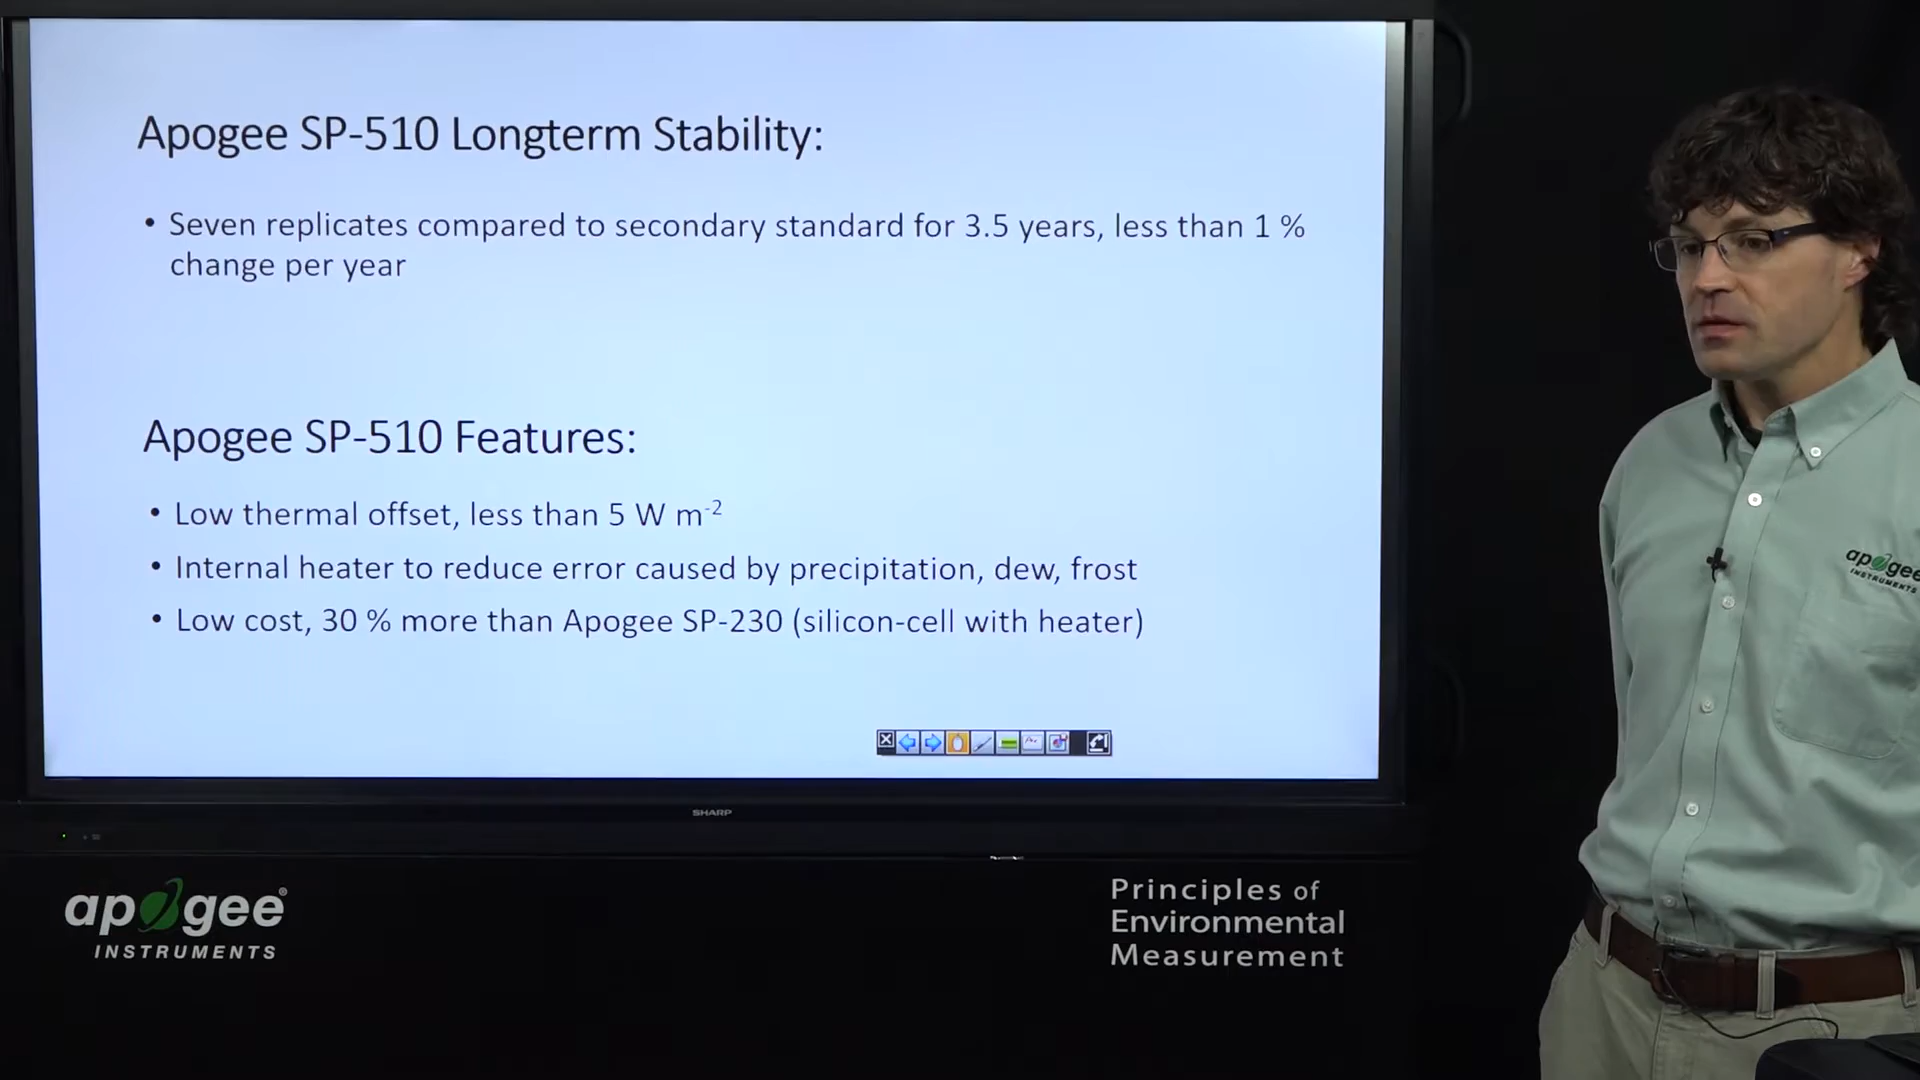 Apogee SP-510 Longterm Stability:
• Seven replicates compared to secondary standard for 3.5 years, less than 1 %
change per year
Apogee SP-510 Features:
• Low thermal offset, less than 5 W m⁻²
• Internal heater to reduce error caused by precipitation, dew, frost
• Low cost, 30 % more than Apogee SP-230 (silicon-cell with heater)
SHARP
apogee®
INSTRUMENTS
Principles of
Environmental
Measurement
apogee
INSTRUMENTS